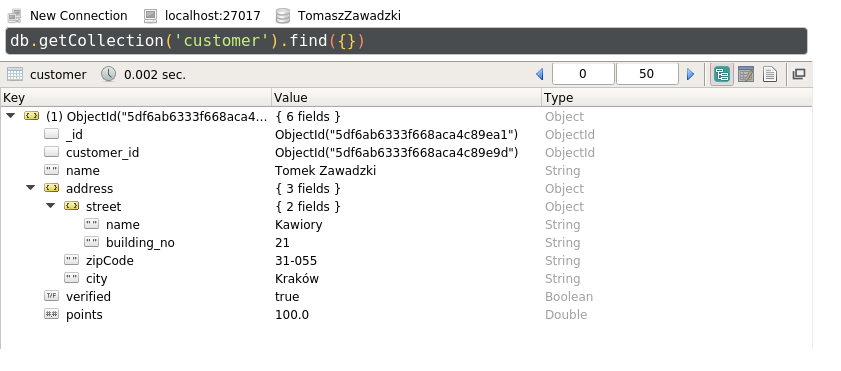 New Connection localhost:27017 TomaszZawadzki
db.getCollection('customer').find({})
customer 0.002 sec. 0 50
Key Value Type
(1) ObjectId("5df6ab6333f668aca4... { 6 fields } Object
_id ObjectId("5df6ab6333f668aca4c89ea1") ObjectId
customer_id ObjectId("5df6ab6333f668aca4c89e9d") ObjectId
"" name Tomek Zawadzki String
address { 3 fields } Object
street { 2 fields } Object
"" name Kawiory String
"" building_no 21 String
"" zipCode 31-055 String
"" city Kraków String
T/F verified true Boolean
#.# points 100.0 Double